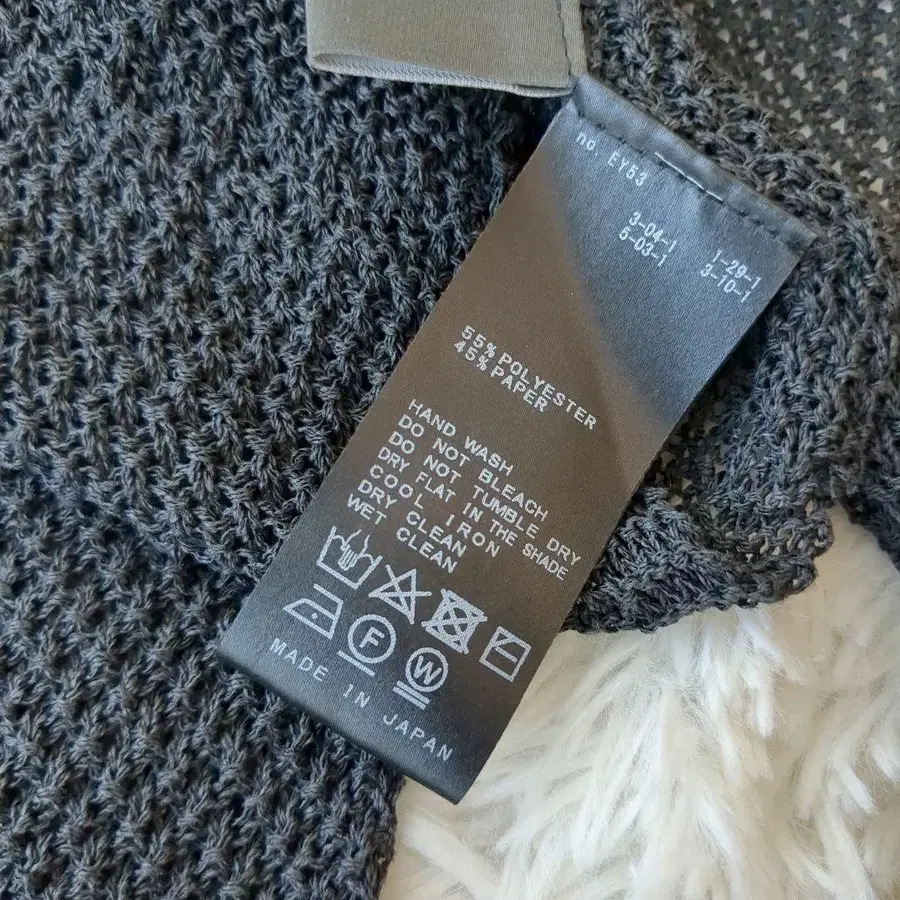 no. EY53
3-04-1 1-29-1
5-03-1 3-10-1
55% POLYESTER
45% PAPER
HAND WASH
DO NOT BLEACH
DO NOT TUMBLE DRY
DRY FLAT IN THE SHADE
COOL IRON
DRY CLEAN
WET CLEAN
F
W
MADE IN JAPAN